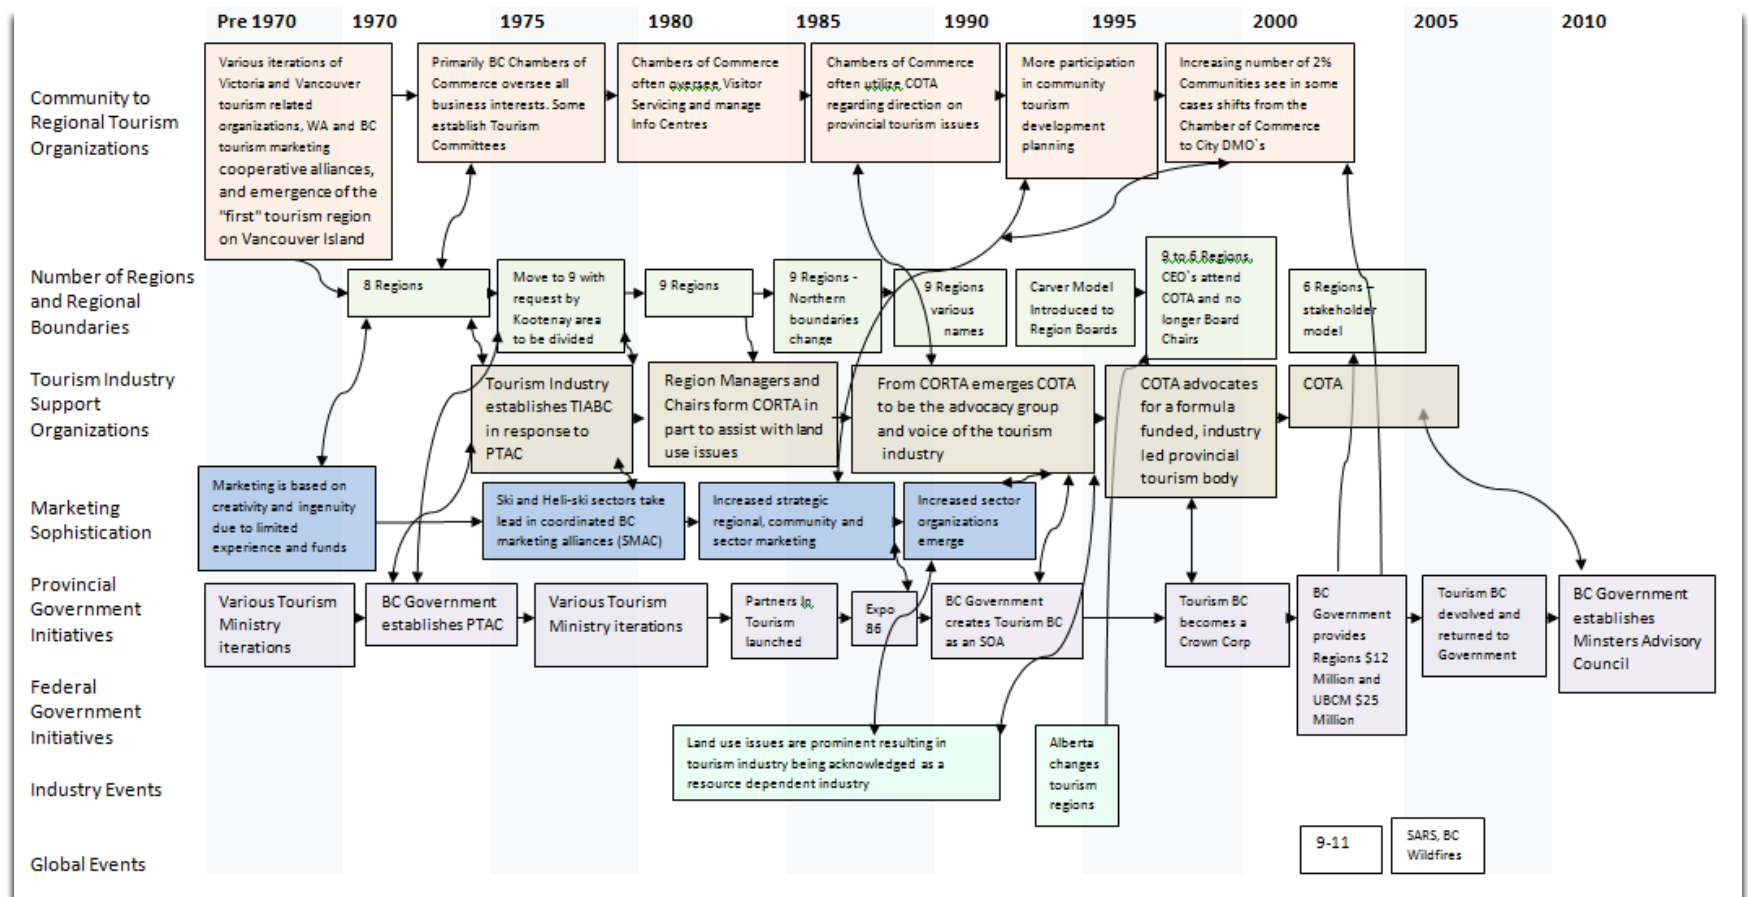 Pre 1970
1970
1975
1980
1985
1990
1995
2000
2005
2010
Community to
Regional Tourism
Organizations
Various iterations of
Victoria and Vancouver
tourism related
organizations, WA and BC
tourism marketing
cooperative alliances,
and emergence of the
"first" tourism region
on Vancouver Island
Primarily BC Chambers of
Commerce oversee all
business interests. Some
establish Tourism
Committees
Chambers of Commerce
often oversee Visitor
Servicing and manage
Info Centres
Chambers of Commerce
often utilize COTA
regarding direction on
provincial tourism issues
More participation
in community
tourism
development
planning
Increasing number of 2%
Communities see in some
cases shifts from the
Chamber of Commerce
to City DMO`s
Number of Regions
and Regional
Boundaries
8 Regions
Move to 9 with
request by
Kootenay area
to be divided
9 Regions
9 Regions -
Northern
boundaries
change
9 Regions
various
names
Carver Model
Introduced to
Region Boards
9 to 6 Regions,
CEO`s attend
COTA and no
longer Board
Chairs
6 Regions –
stakeholder
model
Tourism Industry
Support
Organizations
Tourism Industry
establishes TIABC
in response to
PTAC
Region Managers and
Chairs form CORTA in
part to assist with land
use issues
From CORTA emerges COTA
to be the advocacy group
and voice of the tourism
industry
COTA advocates
for a formula
funded, industry
led provincial
tourism body
COTA
Marketing
Sophistication
Marketing is based on
creativity and ingenuity
due to limited
experience and funds
Ski and Heli-ski sectors take
lead in coordinated BC
marketing alliances (SMAC)
Increased strategic
regional, community and
sector marketing
Increased sector
organizations
emerge
Provincial
Government
Initiatives
Various Tourism
Ministry
iterations
BC Government
establishes PTAC
Various Tourism
Ministry iterations
Partners In
Tourism
launched
Expo
86
BC Government
creates Tourism BC
as an SOA
Tourism BC
becomes a
Crown Corp
BC
Government
provides
Regions $12
Million and
UBCM $25
Million
Tourism BC
devolved and
returned to
Government
BC Government
establishes
Minsters Advisory
Council
Federal
Government
Initiatives
Industry Events
Land use issues are prominent resulting in
tourism industry being acknowledged as a
resource dependent industry
Alberta
changes
tourism
regions
Global Events
9-11
SARS, BC
Wildfires